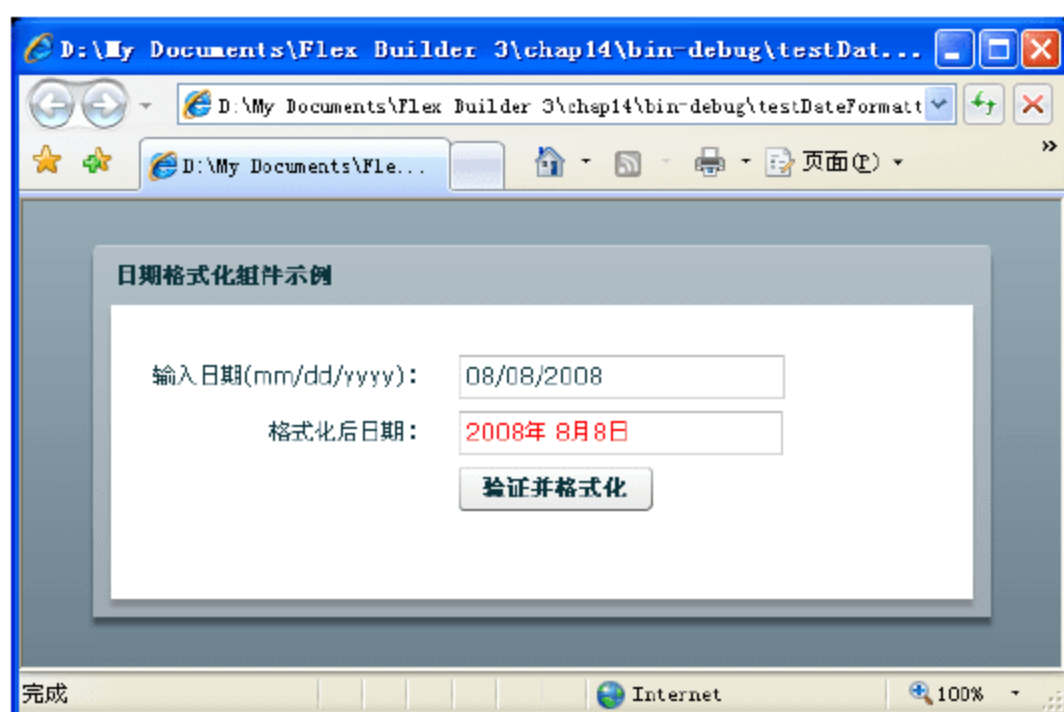 D:\My Documents\Flex Builder 3\chap14\bin-debug\testDat...
D:\My Documents\Flex Builder 3\chap14\bin-debug\testDateFormatt
D:\My Documents\Fle...
页面(P)
»
日期格式化组件示例
输入日期(mm/dd/yyyy): 08/08/2008
格式化后日期: 2008年 8月8日
验证并格式化
完成 Internet 100%